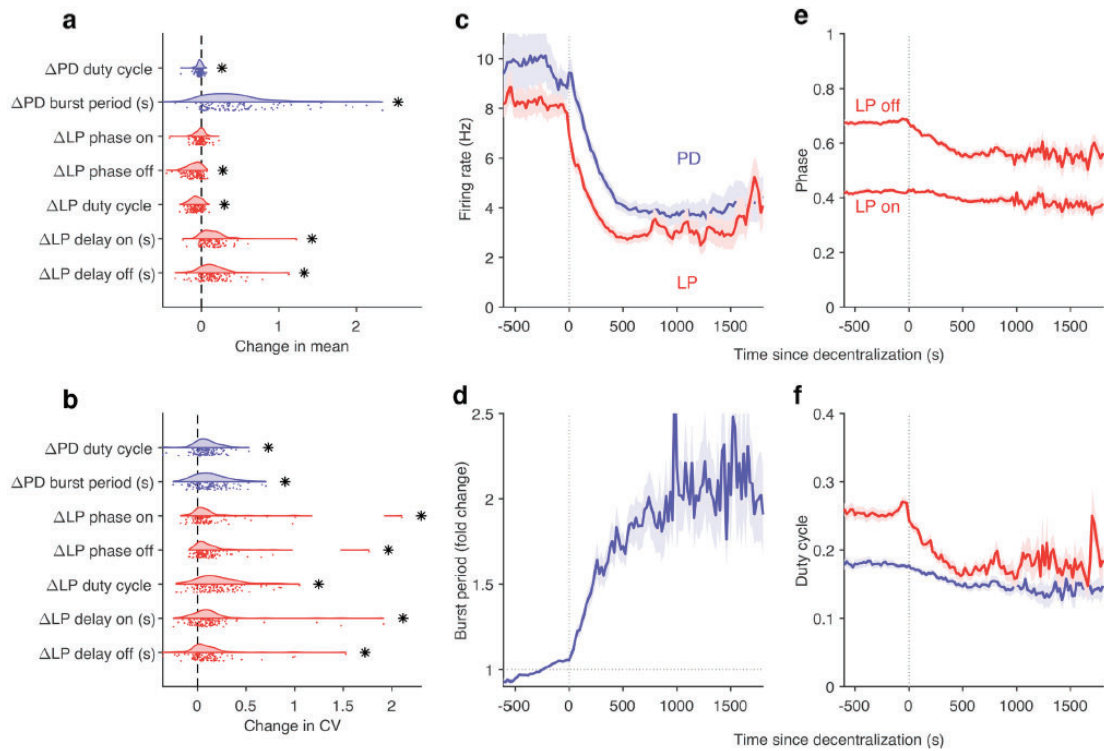 a
ΔPD duty cycle
ΔPD burst period (s)
ΔLP phase on
ΔLP phase off
ΔLP duty cycle
ΔLP delay on (s)
ΔLP delay off (s)
0 1 2
Change in mean
b
ΔPD duty cycle
ΔPD burst period (s)
ΔLP phase on
ΔLP phase off
ΔLP duty cycle
ΔLP delay on (s)
ΔLP delay off (s)
0 0.5 1 1.5 2
Change in CV
c
Firing rate (Hz)
10
8
6
4
2
0
PD
LP
-500 0 500 1000 1500
d
Burst period (fold change)
2.5
2
1.5
1
-500 0 500 1000 1500
e
Phase
1
0.8
0.6
0.4
0.2
0
LP off
LP on
-500 0 500 1000 1500
Time since decentralization (s)
f
Duty cycle
0.4
0.3
0.2
0.1
0
-500 0 500 1000 1500
Time since decentralization (s)